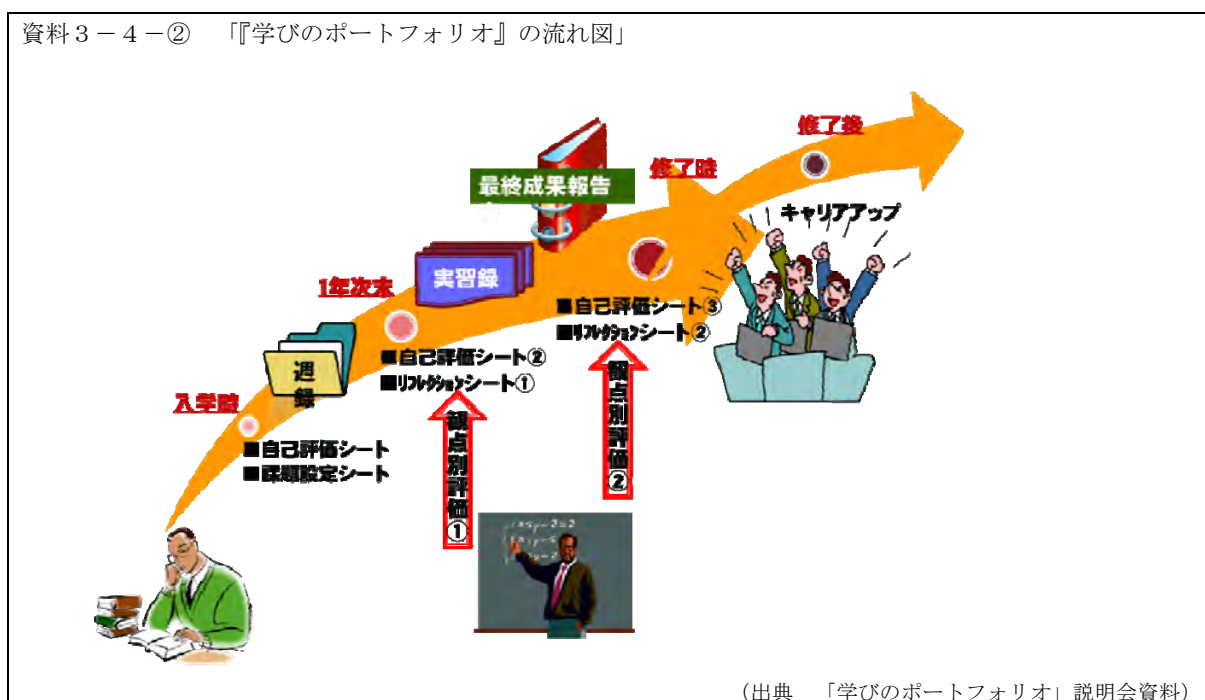 資料3-4-② 「『学びのポートフォリオ』の流れ図」
修了後
修了時
最終成果報告
キャリアアップ
実習録
1年次末
■自己評価シート③
■リフレクションシート②
週録
■自己評価シート②
■リフレクションシート①
入学時
■自己評価シート
■課題設定シート
観点別評価①
観点別評価②
(出典 「学びのポートフォリオ」説明会資料)